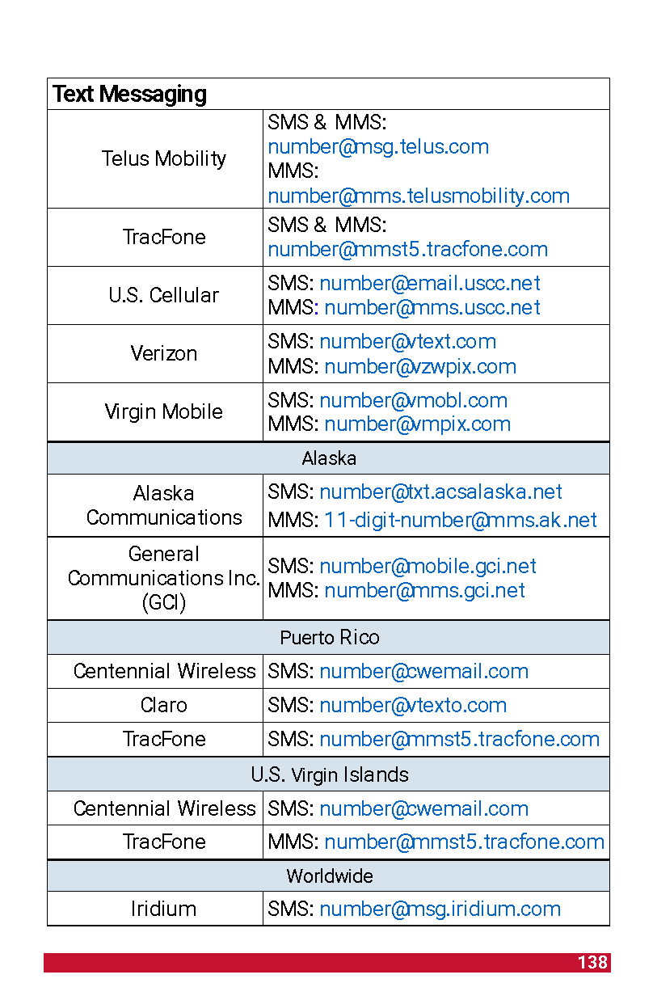 Text Messaging
Telus Mobility
SMS & MMS:
number@msg.telus.com
MMS:
number@mms.telusmobility.com
TracFone
SMS & MMS:
number@mmst5.tracfone.com
U.S. Cellular
SMS: number@email.uscc.net
MMS: number@mms.uscc.net
Verizon
SMS: number@vtext.com
MMS: number@vzwpix.com
Virgin Mobile
SMS: number@vmobl.com
MMS: number@vmpix.com
Alaska
Alaska
Communications
SMS: number@txt.acsalaska.net
MMS: 11-digit-number@mms.ak.net
General
Communications Inc.
(GCI)
SMS: number@mobile.gci.net
MMS: number@mms.gci.net
Puerto Rico
Centennial Wireless SMS: number@cwemail.com
Claro SMS: number@vtexto.com
TracFone SMS: number@mmst5.tracfone.com
U.S. Virgin Islands
Centennial Wireless SMS: number@cwemail.com
TracFone MMS: number@mmst5.tracfone.com
Worldwide
Iridium SMS: number@msg.iridium.com
138